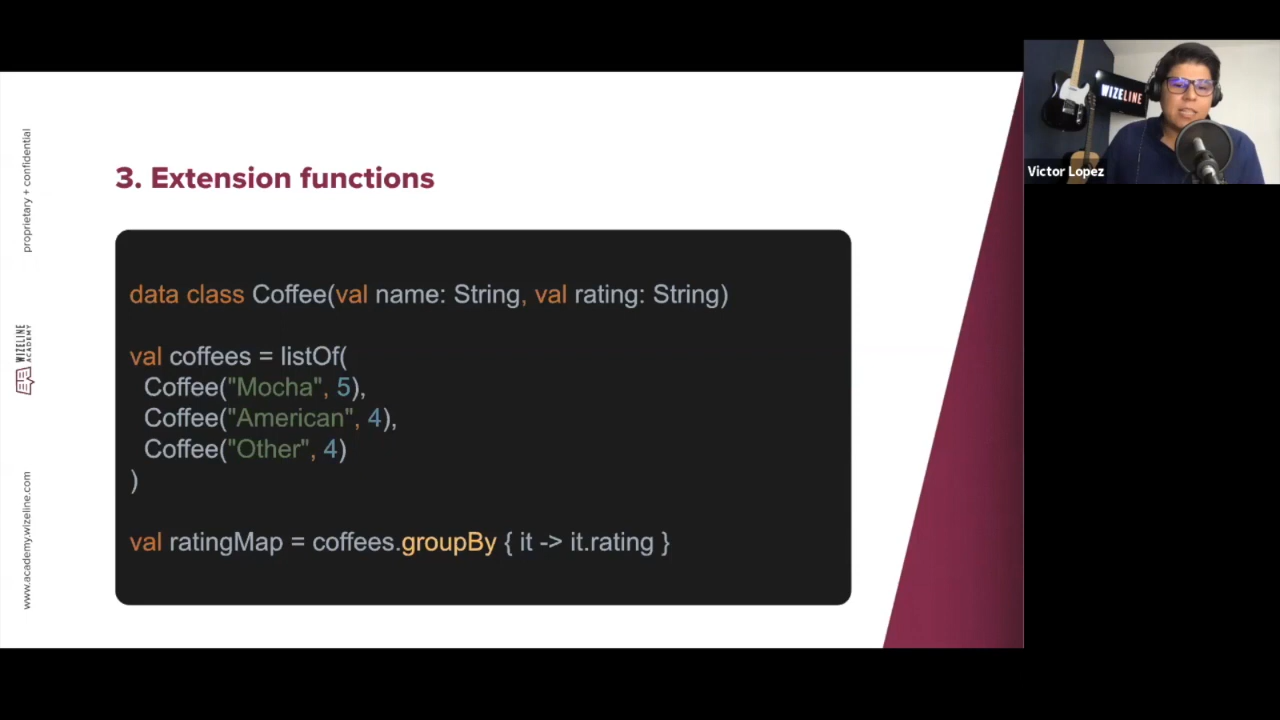 proprietary + confidential
WIZELINE
ACADEMY
www.academy.wizeline.com
3. Extension functions
data class Coffee(val name: String, val rating: String)
val coffees = listOf(
Coffee("Mocha", 5),
Coffee("American", 4),
Coffee("Other", 4)
)
val ratingMap = coffees.groupBy { it -> it.rating }
WIZELINE
Victor Lopez